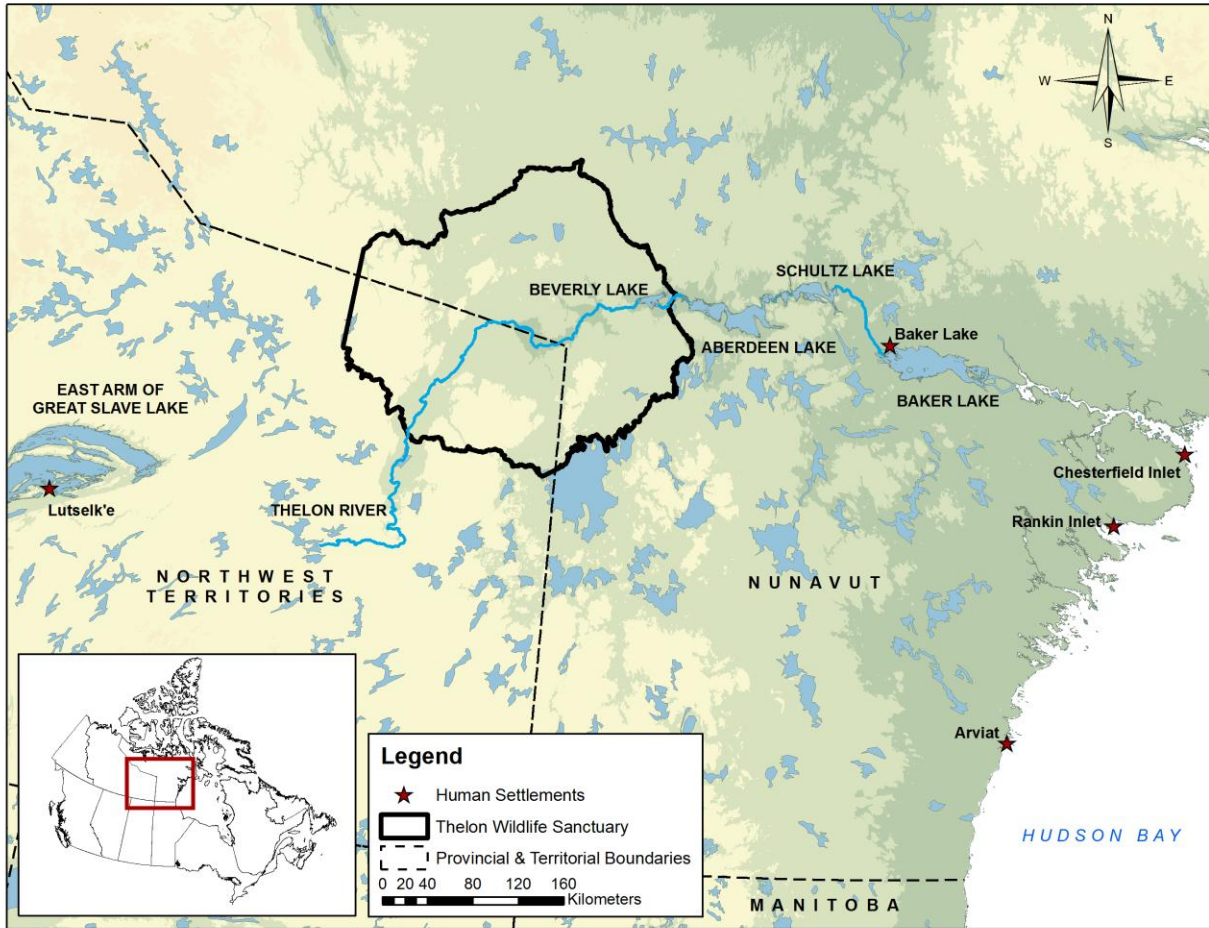 N
W
E
S
SCHULTZ LAKE
BEVERLY LAKE
Baker Lake
ABERDEEN LAKE
BAKER LAKE
EAST ARM OF
GREAT SLAVE LAKE
Chesterfield Inlet
Lutselk'e
THELON RIVER
Rankin Inlet
NORTHWEST
TERRITORIES
NUNAVUT
Arviat
HUDSON BAY
MANITOBA
Legend
Human Settlements
Thelon Wildlife Sanctuary
Provincial & Territorial Boundaries
0 20 40 80 120 160
Kilometers